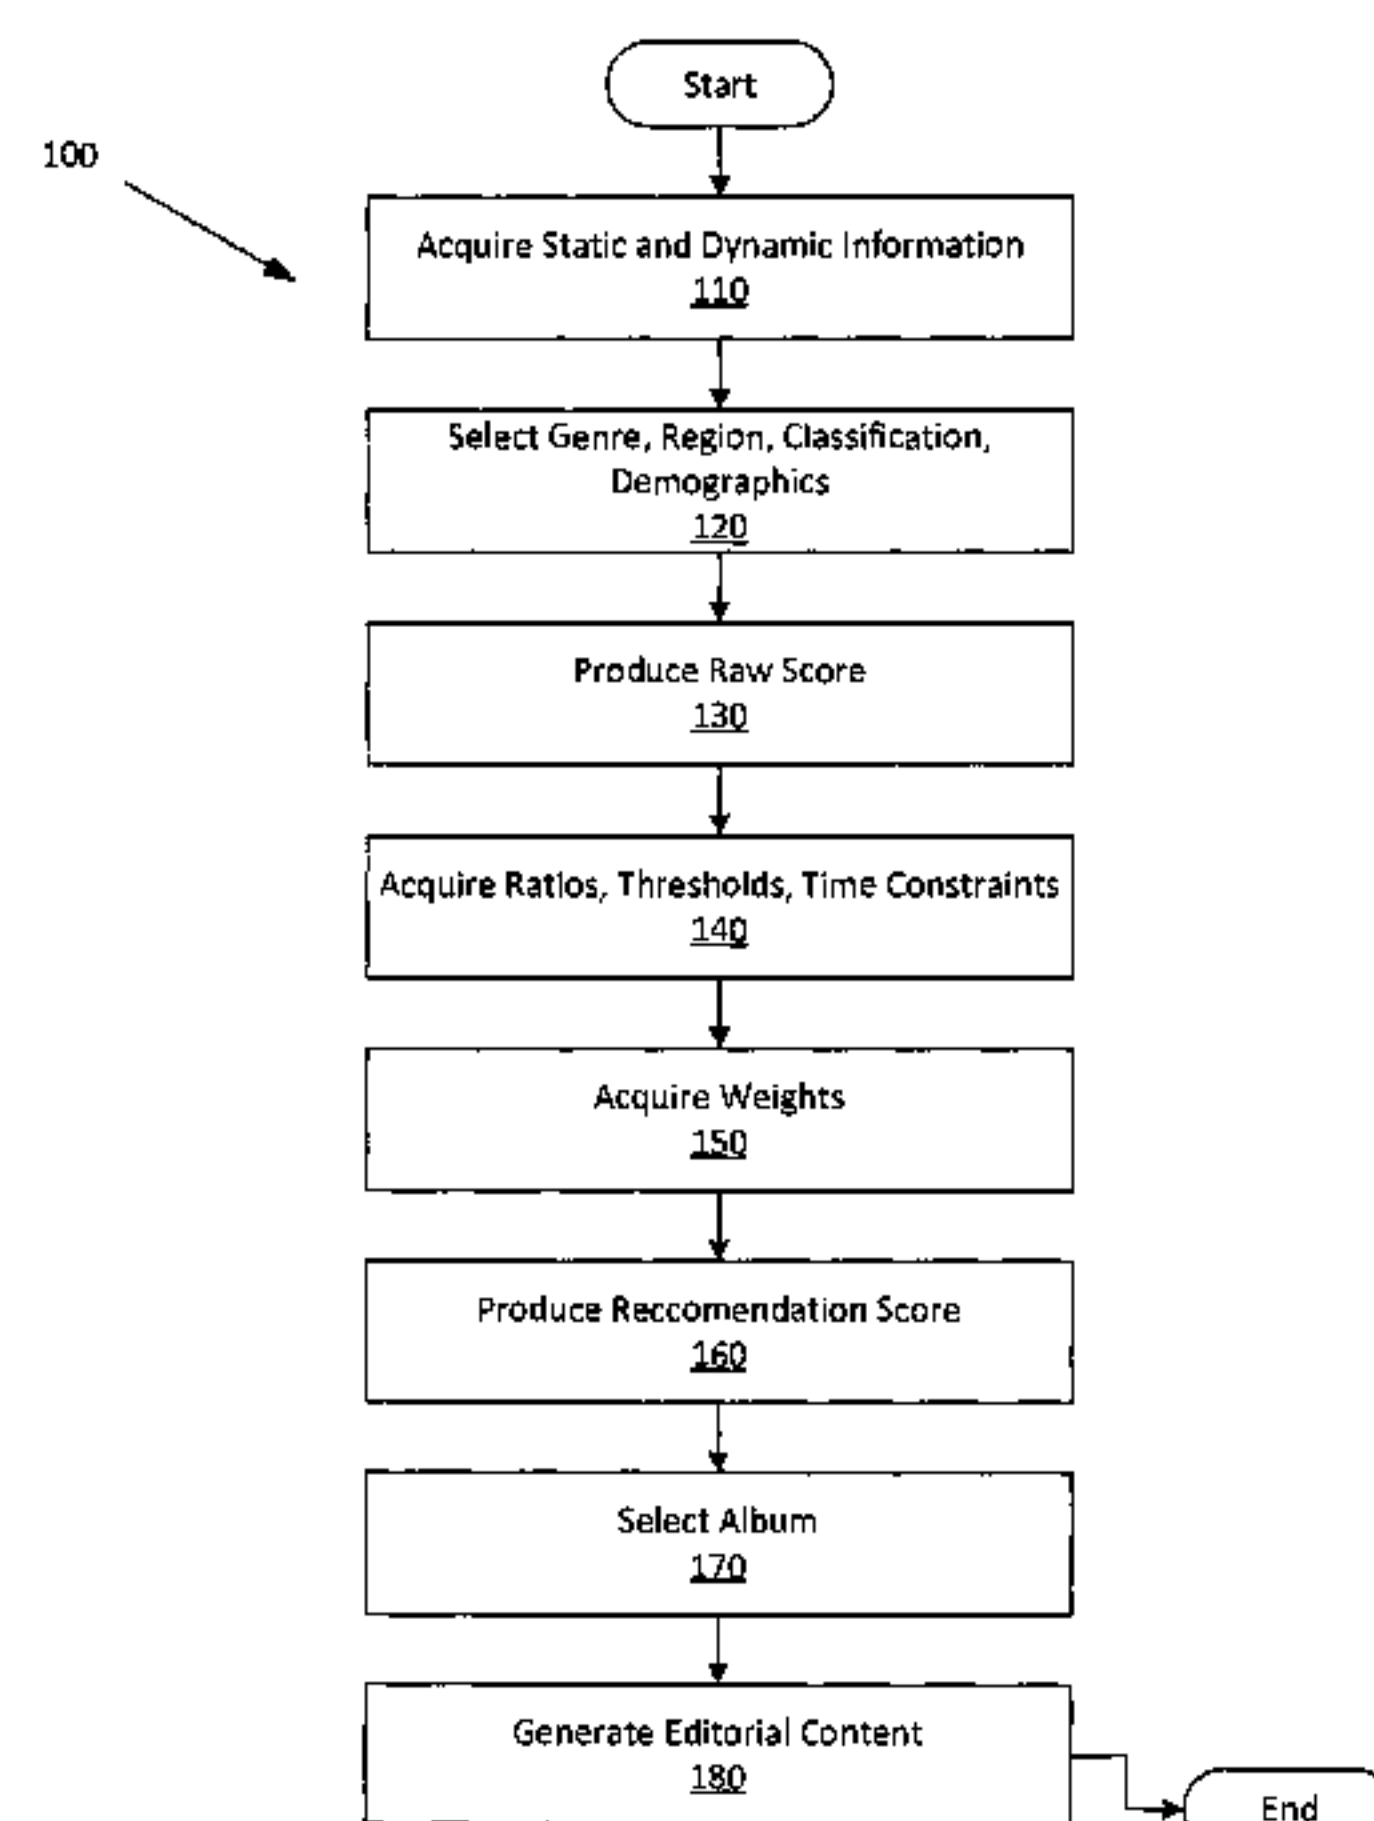 Start
100
Acquire Static and Dynamic Information
110
Select Genre, Region, Classification,
Demographics
120
Produce Raw Score
130
Acquire Ratios, Thresholds, Time Constraints
140
Acquire Weights
150
Produce Reccomendation Score
160
Select Album
170
Generate Editorial Content
180
End